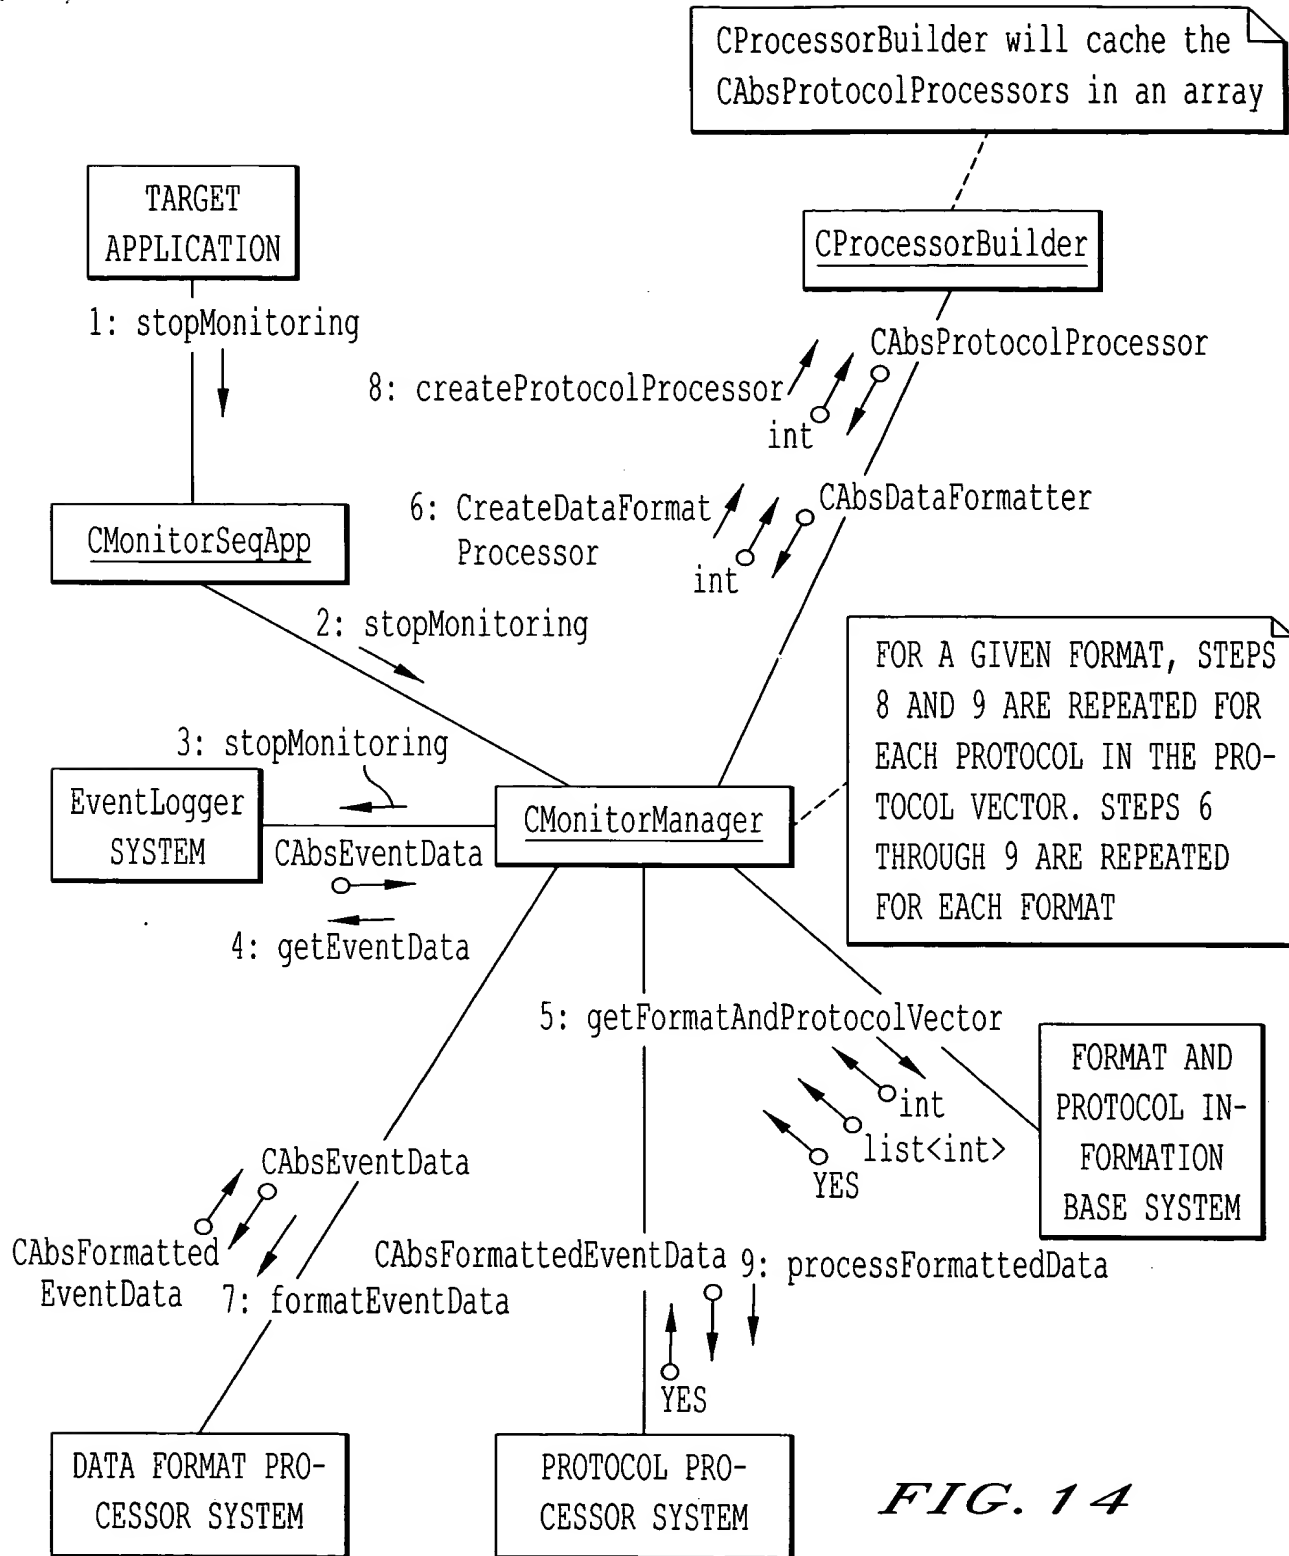 CProcessorBuilder will cache the
CAbsProtocolProcessors in an array
TARGET
APPLICATION
CProcessorBuilder
1: stopMonitoring
CAbsProtocolProcessor
8: createProtocolProcessor
int
CAbsDataFormatter
6: CreateDataFormat
Processor
int
CMonitorSeqApp
2: stopMonitoring
FOR A GIVEN FORMAT, STEPS
8 AND 9 ARE REPEATED FOR
EACH PROTOCOL IN THE PRO-
TOCOL VECTOR. STEPS 6
THROUGH 9 ARE REPEATED
FOR EACH FORMAT
3: stopMonitoring
EventLogger
SYSTEM
CMonitorManager
CAbsEventData
4: getEventData
5: getFormatAndProtocolVector
int
list<int>
YES
FORMAT AND
PROTOCOL IN-
FORMATION
BASE SYSTEM
CAbsEventData
CAbsFormatted
EventData
7: formatEventData
CAbsFormattedEventData
9: processFormattedData
YES
DATA FORMAT PRO-
CESSOR SYSTEM
PROTOCOL PRO-
CESSOR SYSTEM
FIG. 14